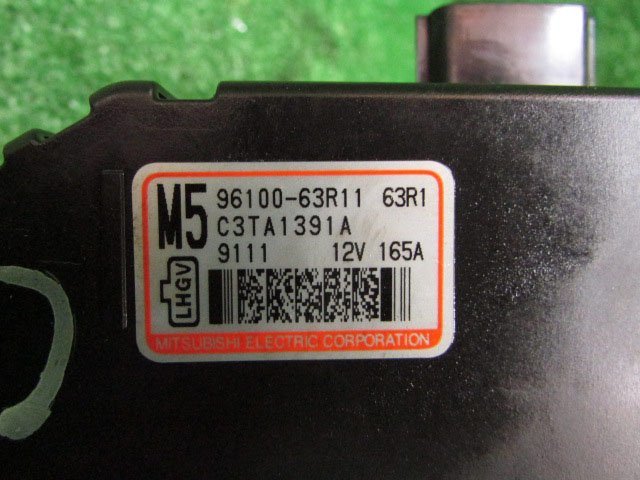 M5 96100-63R11 63R1
C3TA1391A
9111 12V 165A
LHGV
MITSUBISHI ELECTRIC CORPORATION